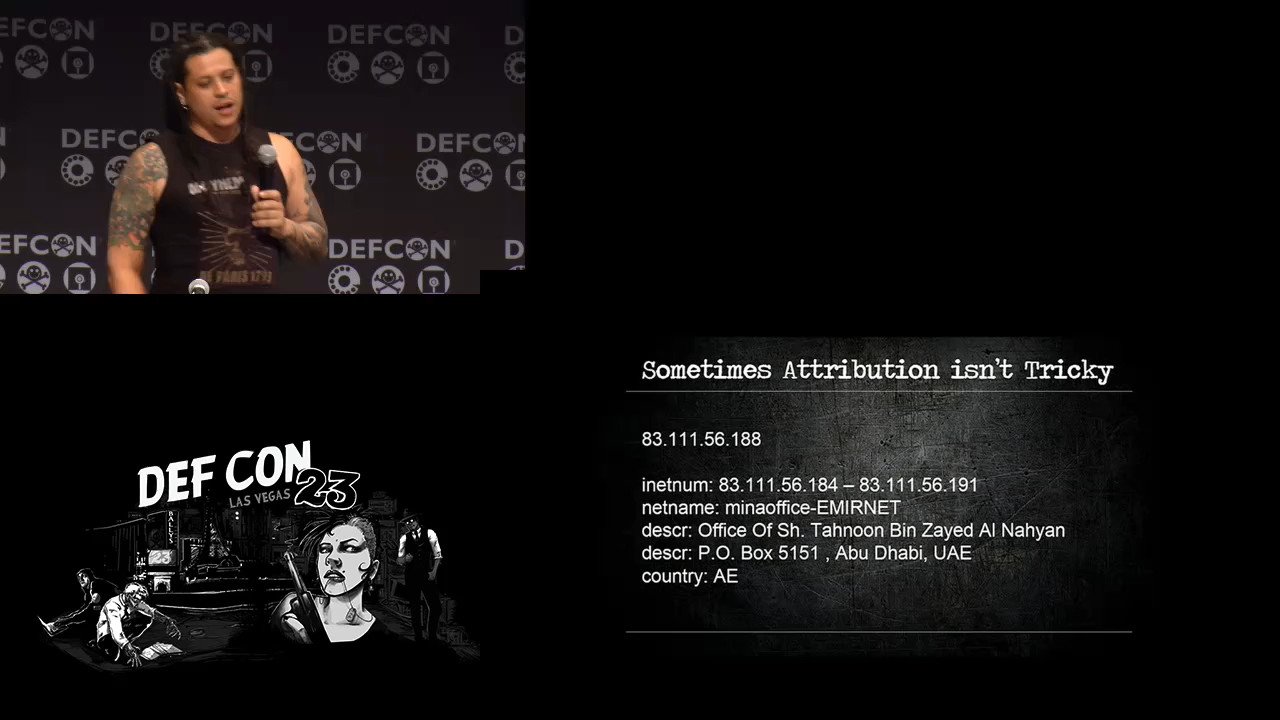 DEFCON DEFCON DEFCON
DEFCON DEFCON
DEFCON
DEF CON 23
LAS VEGAS
BALLYS
Sometimes Attribution isn't Tricky
83.111.56.188
inetnum: 83.111.56.184 – 83.111.56.191
netname: minaoffice-EMIRNET
descr: Office Of Sh. Tahnoon Bin Zayed Al Nahyan
descr: P.O. Box 5151 , Abu Dhabi, UAE
country: AE